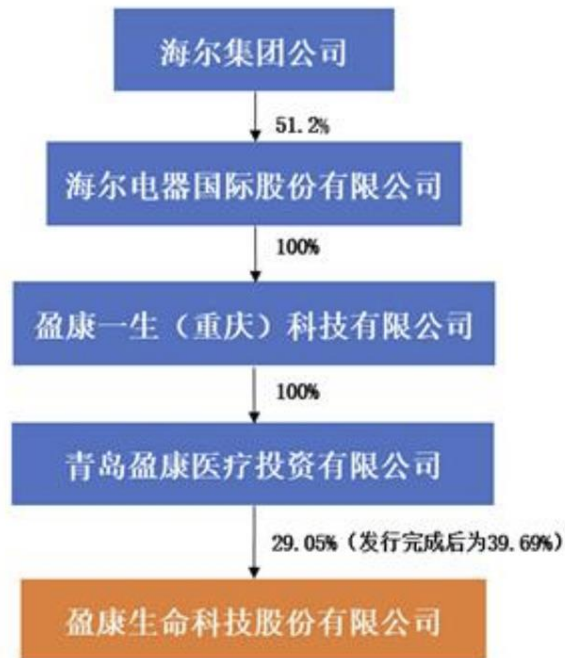 海尔集团公司
51.2%
海尔电器国际股份有限公司
100%
盈康一生（重庆）科技有限公司
100%
青岛盈康医疗投资有限公司
29.05%（发行完成后为39.69%）
盈康生命科技股份有限公司